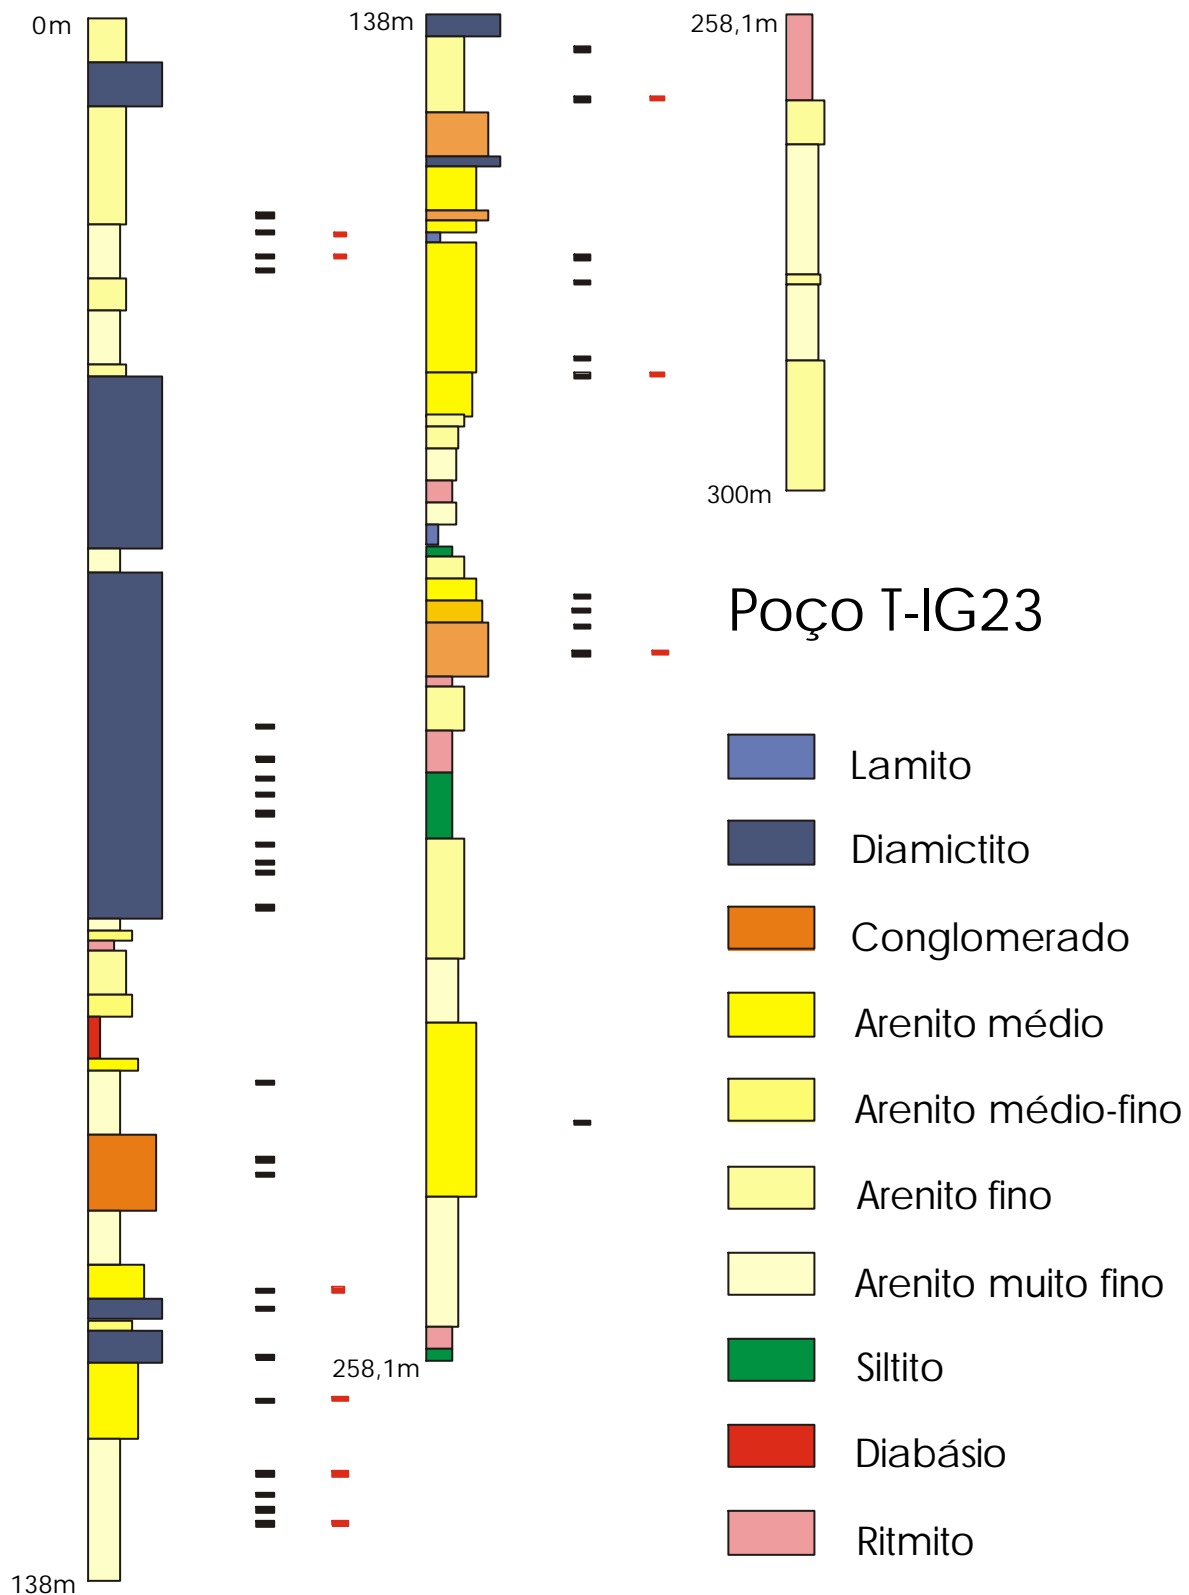 0m
138m
138m
258,1m
258,1m
300m
Poço T-IG23
Lamito
Diamictito
Conglomerado
Arenito médio
Arenito médio-fino
Arenito fino
Arenito muito fino
Siltito
Diabásio
Ritmito